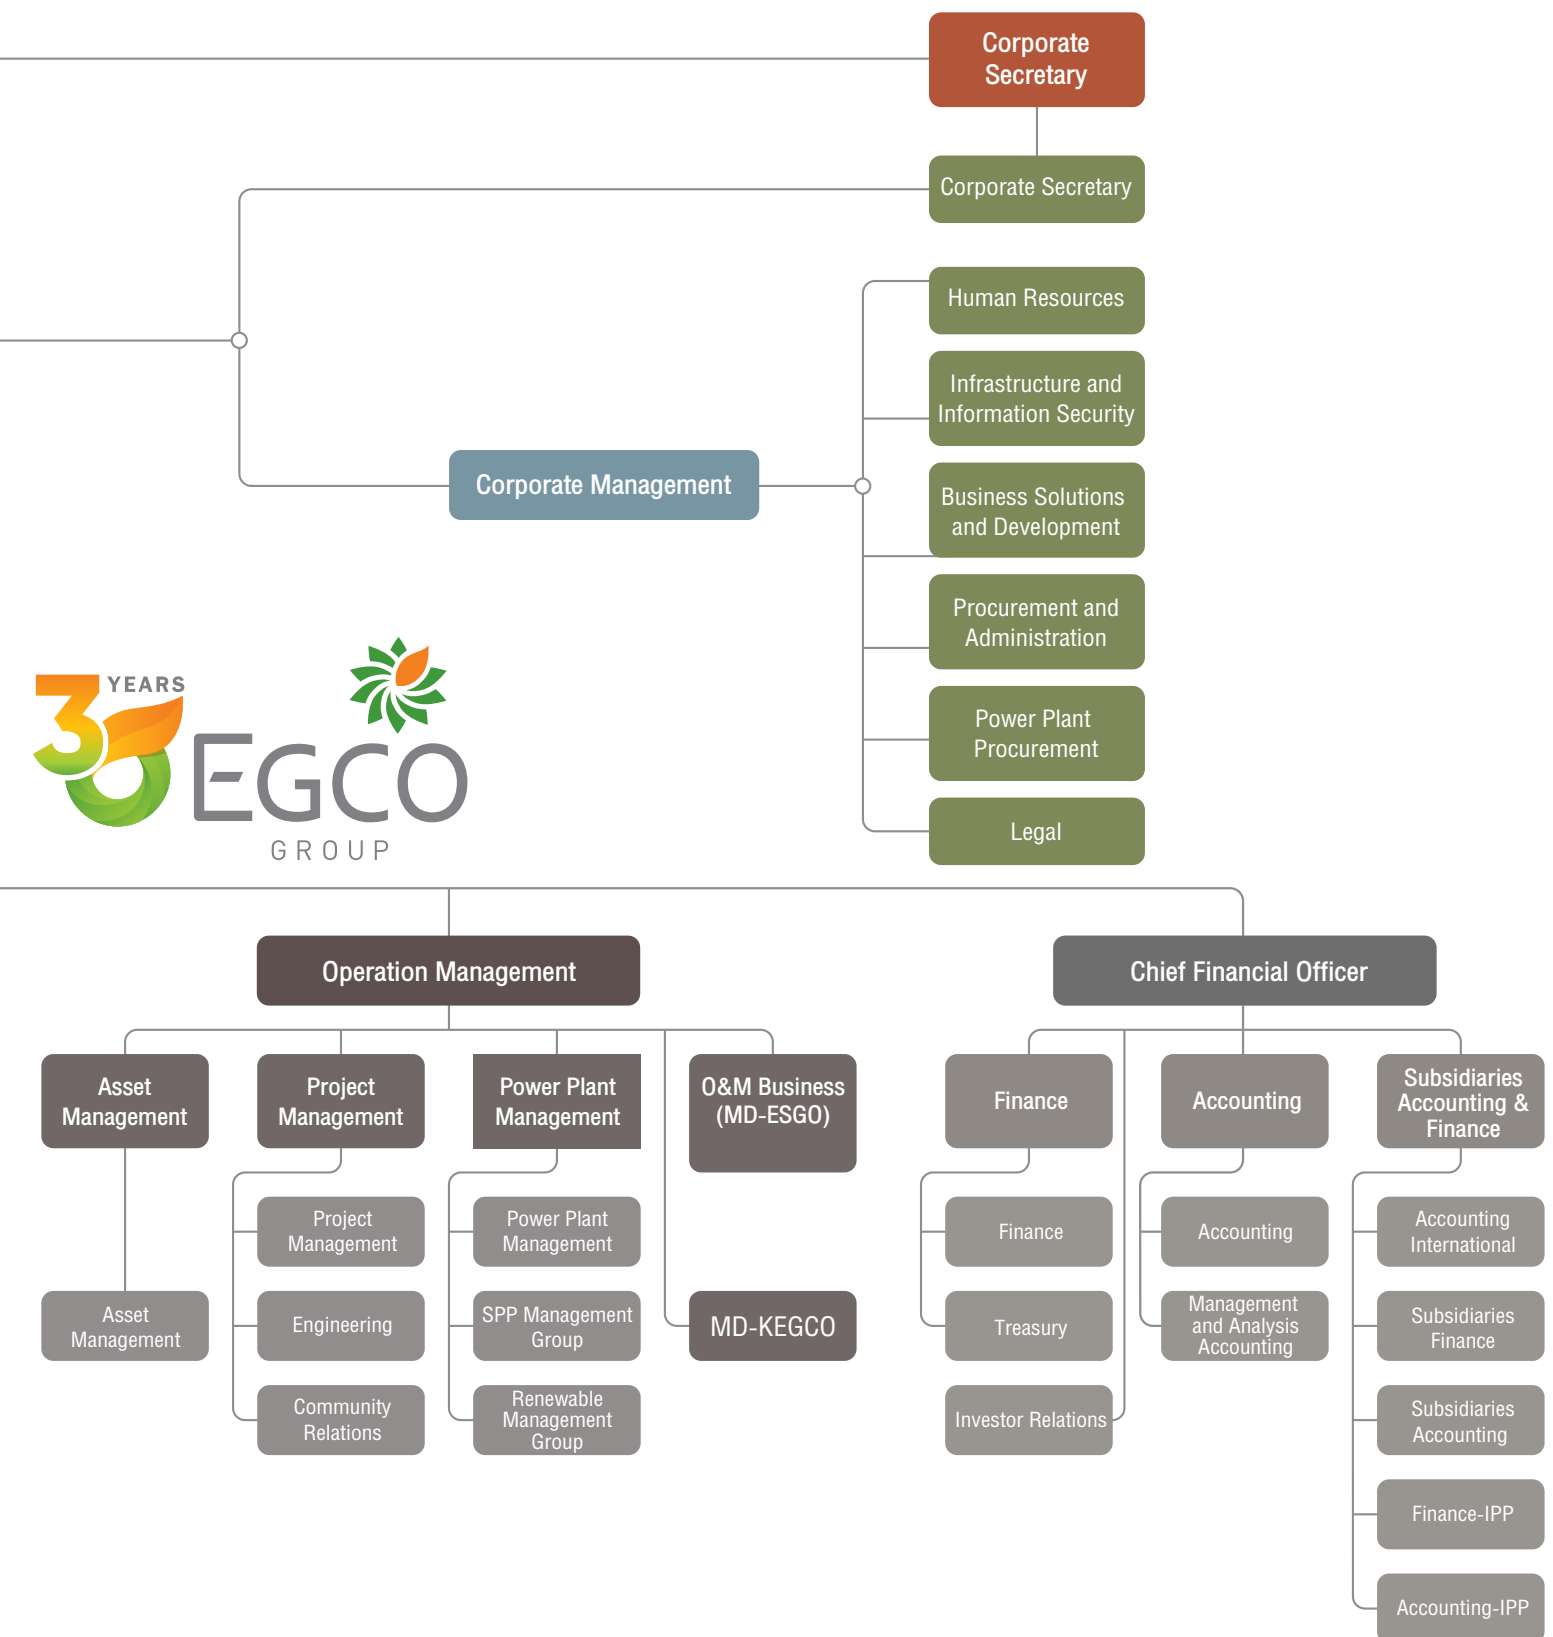 Corporate
Secretary
Corporate Secretary
Human Resources
Infrastructure and
Information Security
Corporate Management
Business Solutions
and Development
Procurement and
Administration
Power Plant
Procurement
Legal
30 YEARS
EGCO
GROUP
Operation Management
Chief Financial Officer
Asset
Management
Project
Management
Power Plant
Management
O&M Business
(MD-ESGO)
Finance
Accounting
Subsidiaries
Accounting &
Finance
Project
Management
Power Plant
Management
Finance
Accounting
Accounting
International
Asset
Management
Engineering
SPP Management
Group
MD-KEGCO
Treasury
Management
and Analysis
Accounting
Subsidiaries
Finance
Community
Relations
Renewable
Management
Group
Investor Relations
Subsidiaries
Accounting
Finance-IPP
Accounting-IPP